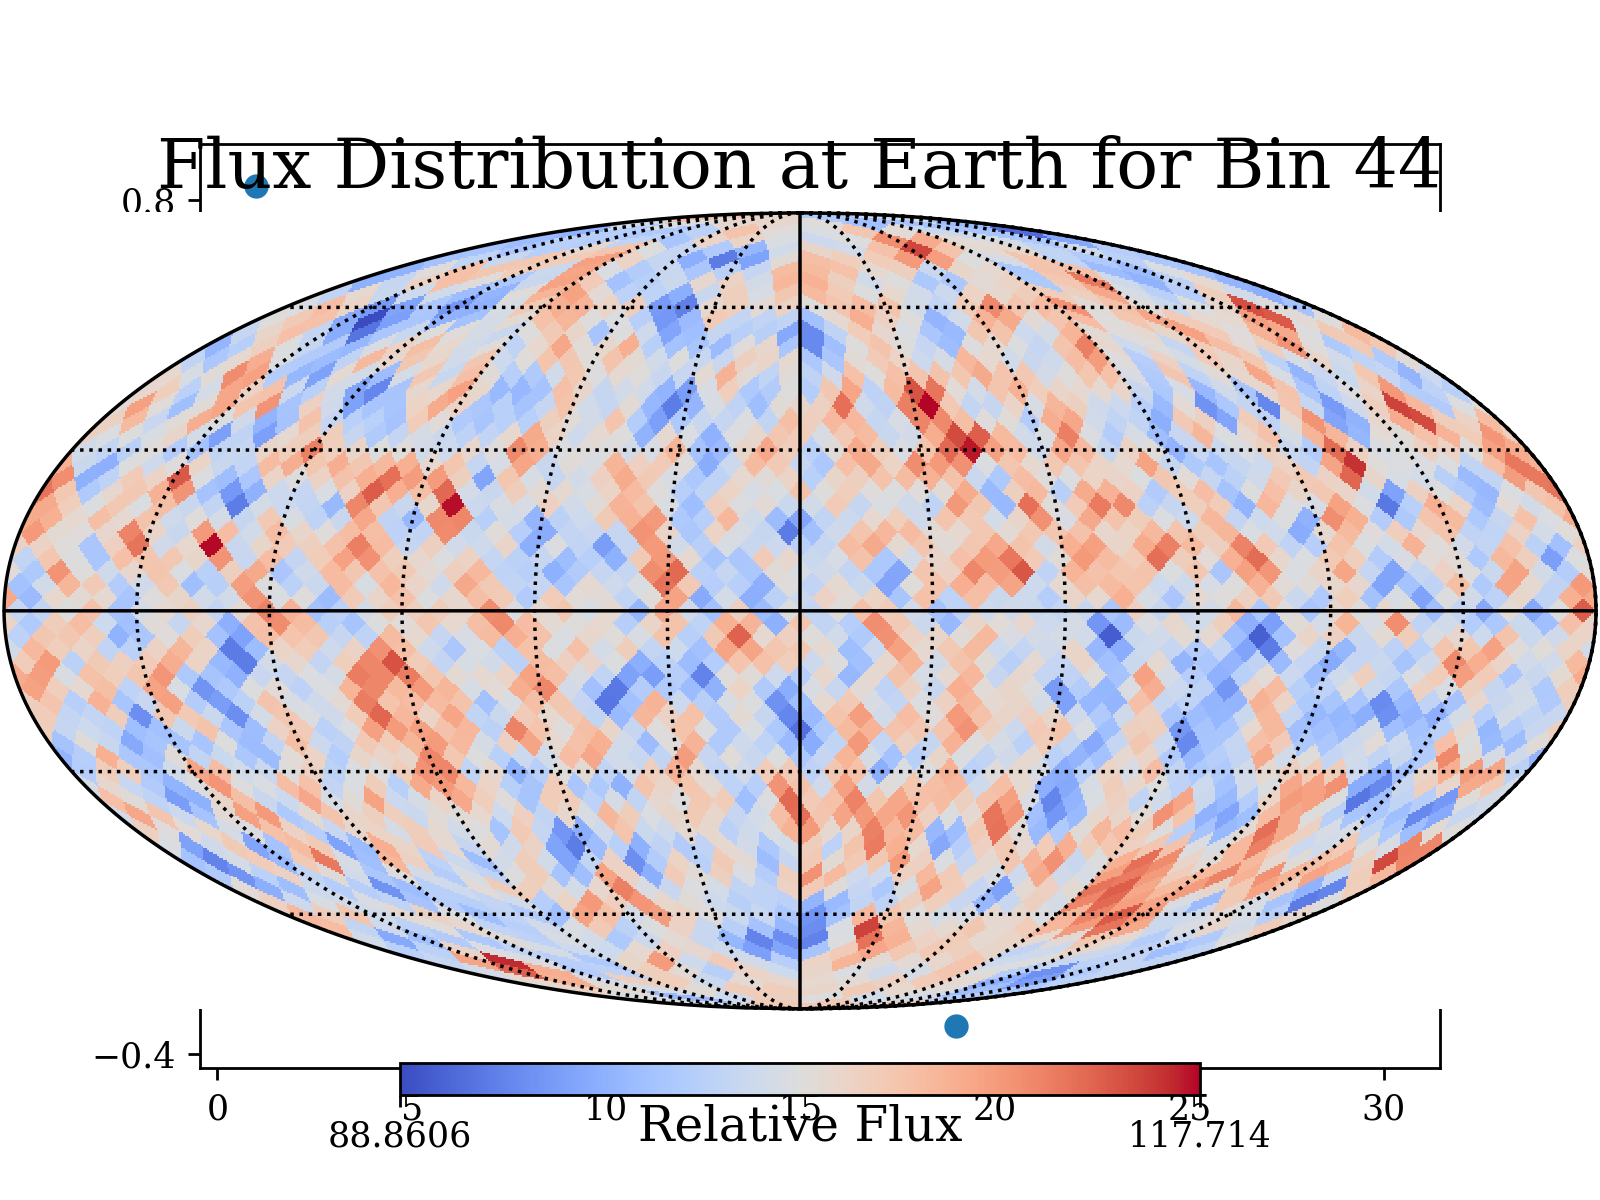 Flux Distribution at Earth for Bin 44
0.8
−0.4
0 5 10 15 20 25 30
88.8606 Relative Flux 117.714